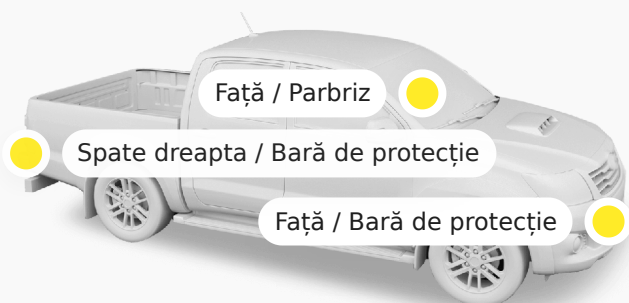 Față / Parbriz
Spate dreapta / Bară de protecție
Față / Bară de protecție